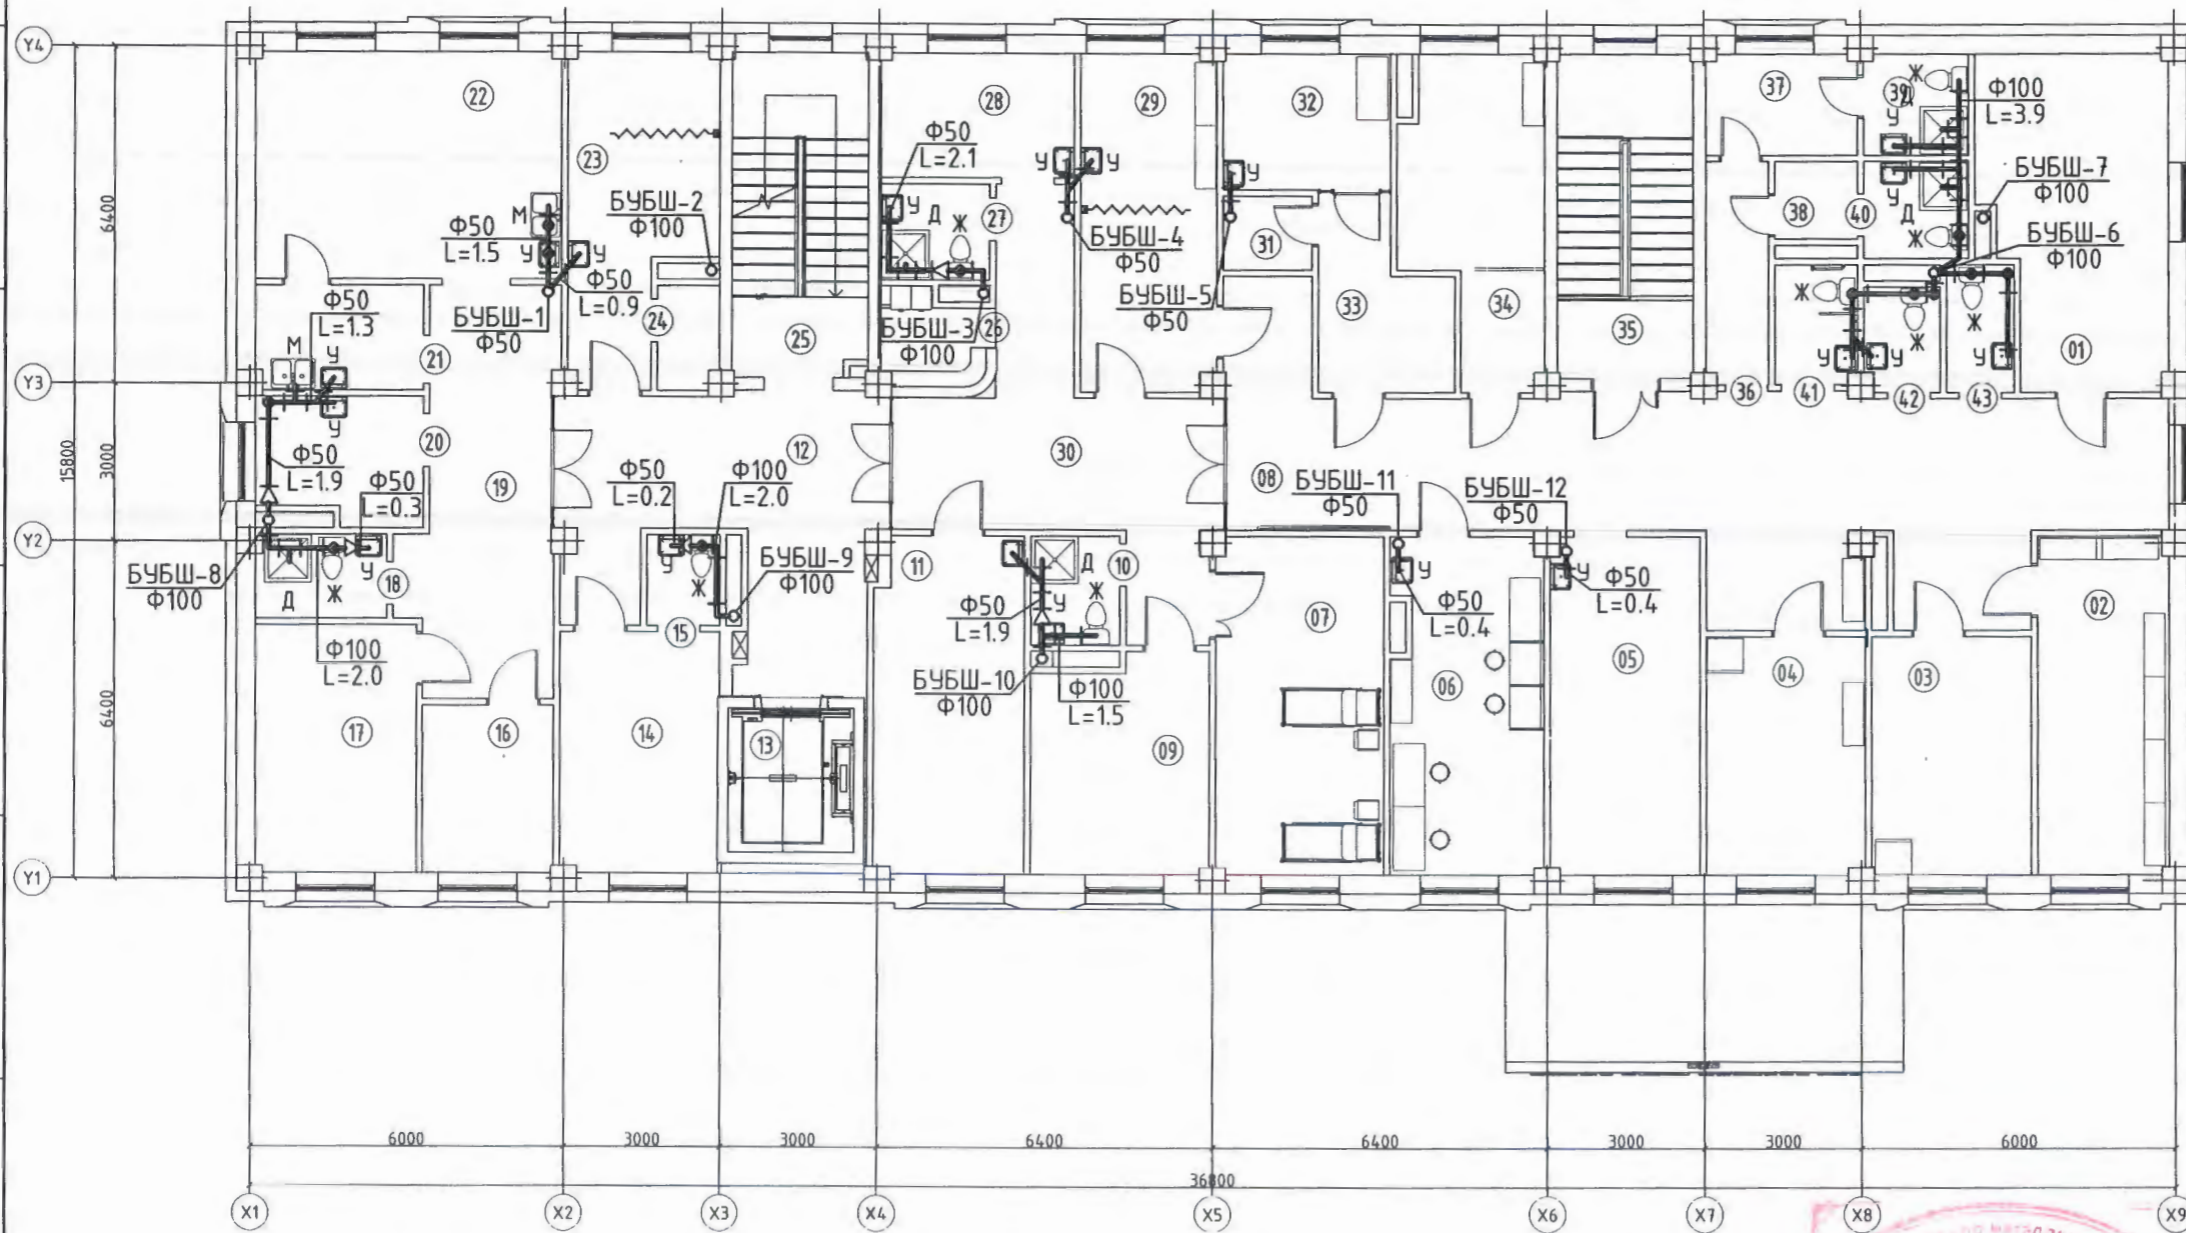 Y4
22
28
29
32
37
Ж
39
Д
Ф100
L=3.9
У
23
Ф50
L=2.1
У
У
У
БУБШ-7
Ф100
6400
М
БУБШ-2
Ф100
У
Д
Ж
27
38
40
У
Д
Ж
Ф50
L=1.5
У
У
БУБШ-4
Ф50
31
БУБШ-6
Ф100
Ф50
L=1.3
БУБШ-1
Ф50
Ф50
L=0.9
24
25
БУБШ-3
Ф100
26
БУБШ-5
Ф50
33
34
35
Ж
Ж
Ж
М
У
21
У
У
У
01
Y3
36
41
42
43
У
20
15800
3000
Ф50
L=1.9
Ф50
L=0.3
19
Ф50
L=0.2
Ф100
L=2.0
12
30
08
БУБШ-11
Ф50
БУБШ-12
Ф50
Y2
БУБШ-8
Ф100
Д
Ж
У
18
У
Ж
БУБШ-9
Ф100
11
Д
10
Ж
У
У
У
Ф50
L=1.9
Ф50
L=0.4
Ф50
L=0.4
07
02
15
Ф100
L=2.0
БУБШ-10
Ф100
Ф100
L=1.5
06
05
04
03
6400
17
16
14
13
09
Y1
6000
3000
3000
6400
6400
3000
3000
6000
36800
X1
X2
X3
X4
X5
X6
X7
X8
X9